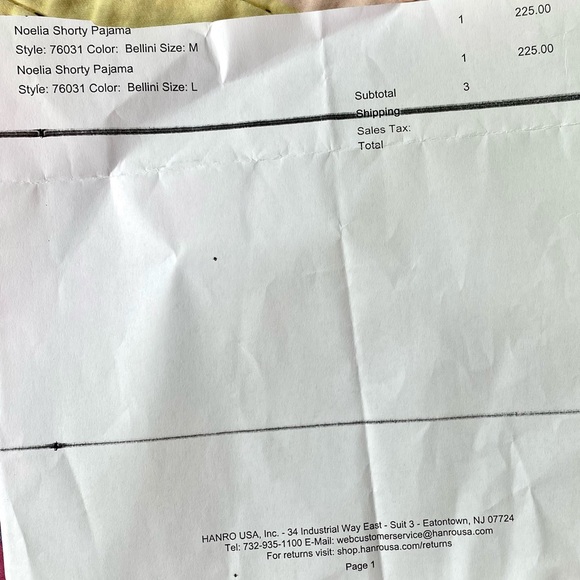 Noelia Shorty Pajama 1 225.00
Style: 76031 Color: Bellini Size: M
Noelia Shorty Pajama 1 225.00
Style: 76031 Color: Bellini Size: L
Subtotal 3
Shipping
Sales Tax:
Total
HANRO USA, Inc. - 34 Industrial Way East - Suit 3 - Eatontown, NJ 07724
Tel: 732-935-1100 E-Mail: webcustomerservice@hanrousa.com
For returns visit: shop.hanrousa.com/returns
Page 1